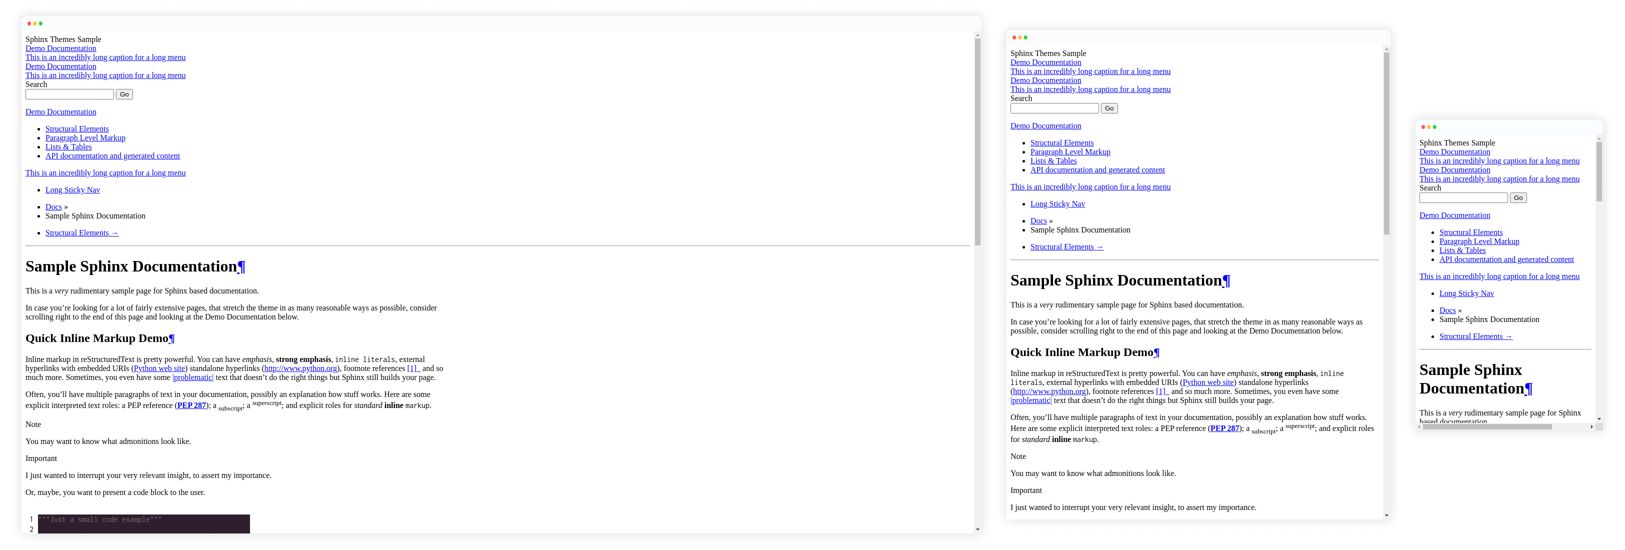 Sphinx Themes Sample
Demo Documentation
This is an incredibly long caption for a long menu
Demo Documentation
This is an incredibly long caption for a long menu
Search
Go
Demo Documentation
Structural Elements
Paragraph Level Markup
Lists & Tables
API documentation and generated content
This is an incredibly long caption for a long menu
Long Sticky Nav
Docs »
Sample Sphinx Documentation
Structural Elements →
Sample Sphinx Documentation¶
This is a very rudimentary sample page for Sphinx based documentation.
In case you’re looking for a lot of fairly extensive pages, that stretch the theme in as many reasonable ways as possible, consider
scrolling right to the end of this page and looking at the Demo Documentation below.
Quick Inline Markup Demo¶
Inline markup in reStructuredText is pretty powerful. You can have emphasis, strong emphasis, inline literals, external
hyperlinks with embedded URIs (Python web site) standalone hyperlinks (http://www.python.org), footnote references [1]_ and so
much more. Sometimes, you even have some |problematic| text that doesn’t do the right things but Sphinx still builds your page.
Often, you’ll have multiple paragraphs of text in your documentation, possibly an explanation how stuff works. Here are some
explicit interpreted text roles: a PEP reference (PEP 287); a subscript; a superscript; and explicit roles for standard inline markup.
Note
You may want to know what admonitions look like.
Important
I just wanted to interrupt your very relevant insight, to assert my importance.
Or, maybe, you want to present a code block to the user.
1 """Just a small code example"""
2
Sphinx Themes Sample
Demo Documentation
This is an incredibly long caption for a long menu
Demo Documentation
This is an incredibly long caption for a long menu
Search
Go
Demo Documentation
Structural Elements
Paragraph Level Markup
Lists & Tables
API documentation and generated content
This is an incredibly long caption for a long menu
Long Sticky Nav
Docs »
Sample Sphinx Documentation
Structural Elements →
Sample Sphinx Documentation¶
This is a very rudimentary sample page for Sphinx based documentation.
In case you’re looking for a lot of fairly extensive pages, that stretch the theme in as many reasonable ways as
possible, consider scrolling right to the end of this page and looking at the Demo Documentation below.
Quick Inline Markup Demo¶
Inline markup in reStructuredText is pretty powerful. You can have emphasis, strong emphasis, inline
literals, external hyperlinks with embedded URIs (Python web site) standalone hyperlinks
(http://www.python.org), footnote references [1]_ and so much more. Sometimes, you even have some
|problematic| text that doesn’t do the right things but Sphinx still builds your page.
Often, you’ll have multiple paragraphs of text in your documentation, possibly an explanation how stuff works.
Here are some explicit interpreted text roles: a PEP reference (PEP 287); a subscript; a superscript; and explicit roles
for standard inline markup.
Note
You may want to know what admonitions look like.
Important
I just wanted to interrupt your very relevant insight, to assert my importance.
Sphinx Themes Sample
Demo Documentation
This is an incredibly long caption for a long menu
Demo Documentation
This is an incredibly long caption for a long menu
Search
Go
Demo Documentation
Structural Elements
Paragraph Level Markup
Lists & Tables
API documentation and generated content
This is an incredibly long caption for a long menu
Long Sticky Nav
Docs »
Sample Sphinx Documentation
Structural Elements →
Sample Sphinx
Documentation¶
This is a very rudimentary sample page for Sphinx
based documentation.